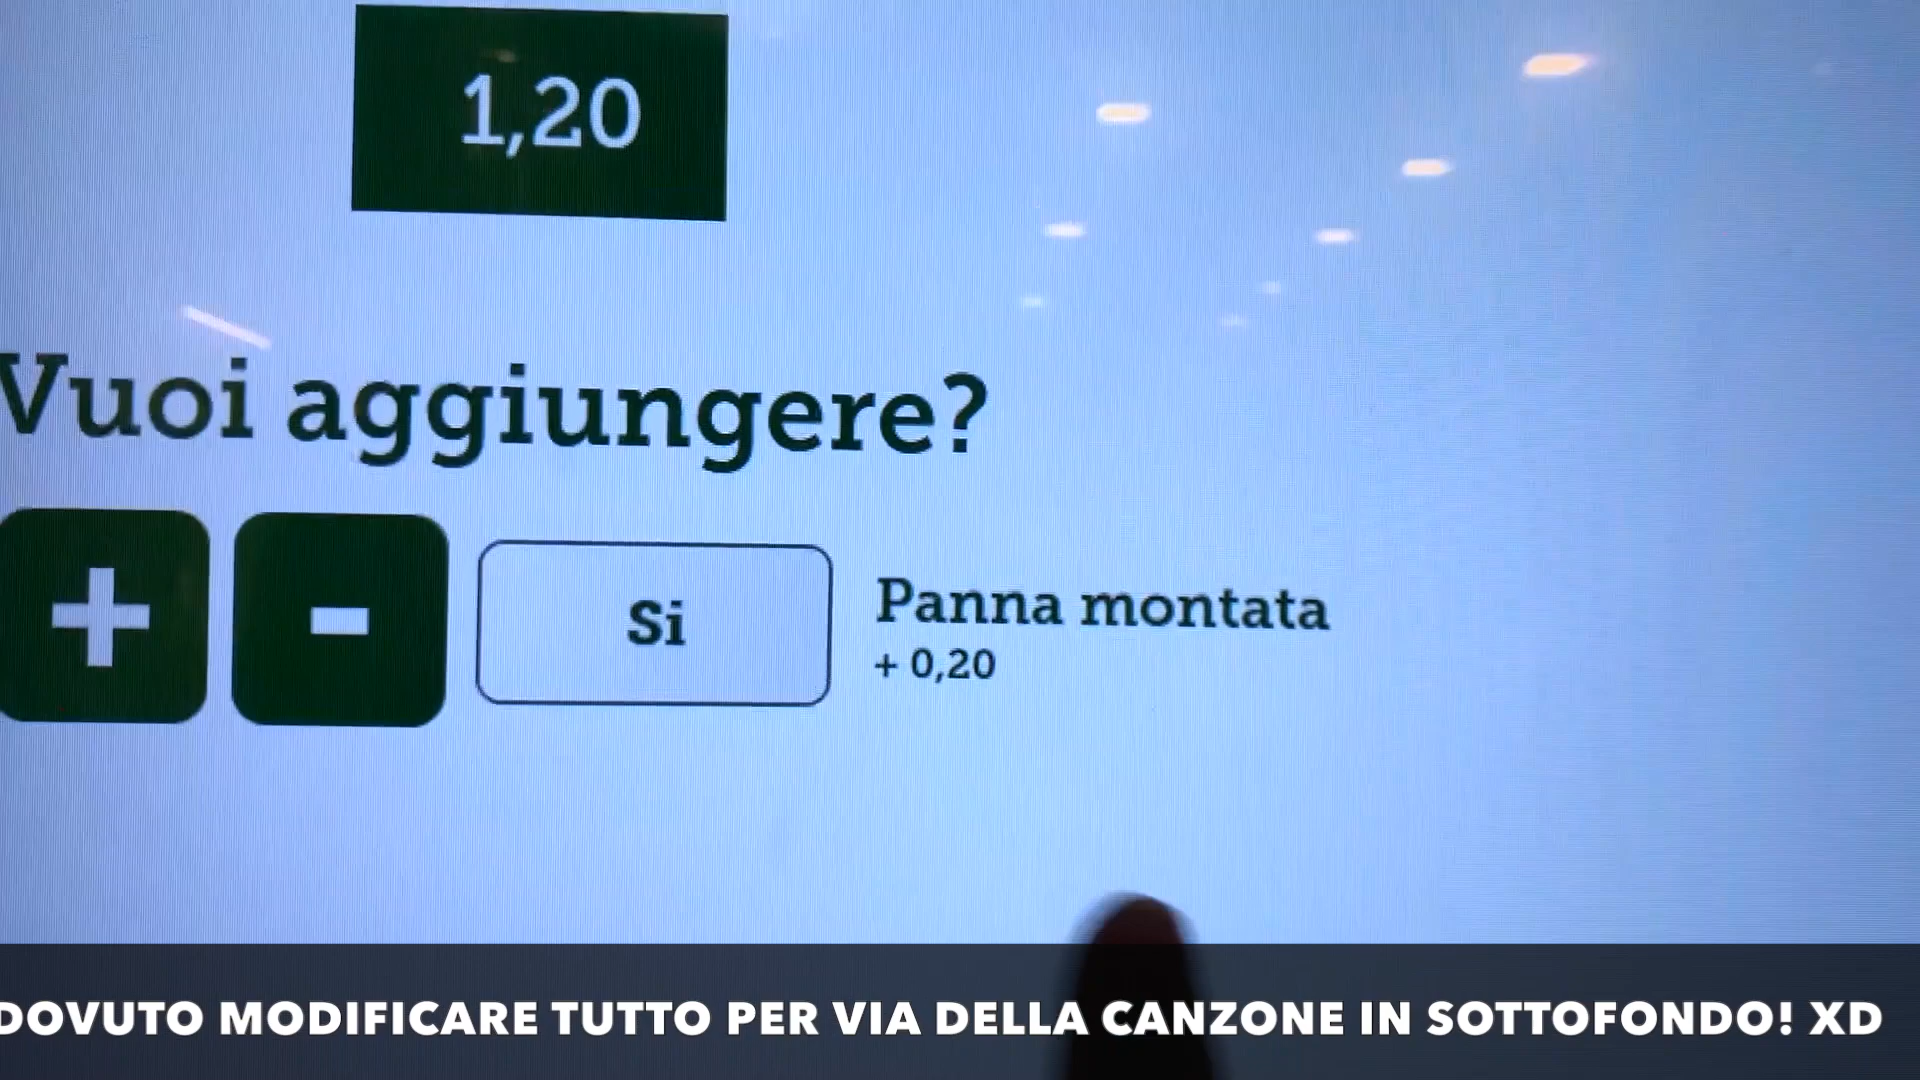 1,20
Vuoi aggiungere?
+ - Si Panna montata
+ 0,20
DOVUTO MODIFICARE TUTTO PER VIA DELLA CANZONE IN SOTTOFONDO! XD